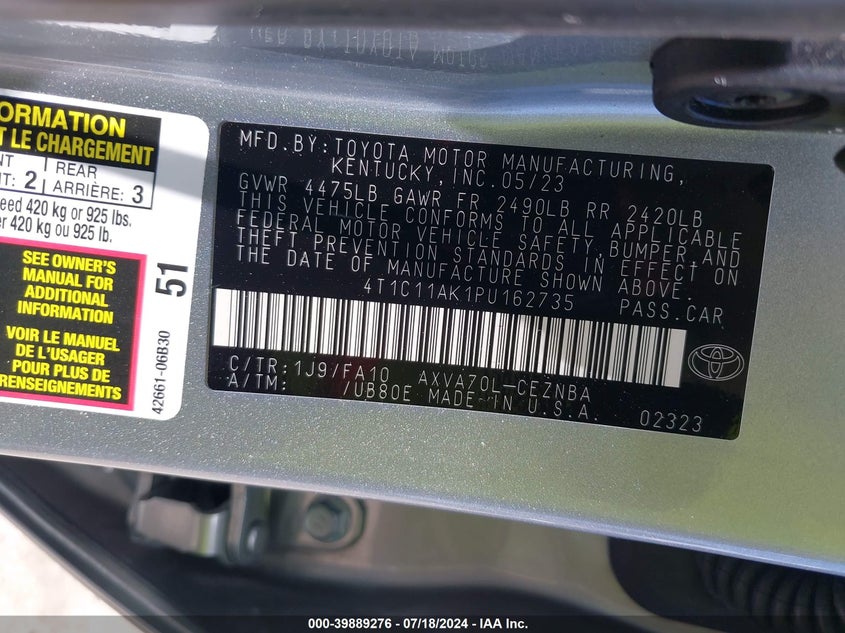 ORMATION
T LE CHARGEMENT
NT : 2
REAR
ARRIÈRE: 3
eed 420 kg or 925 lbs.
er 420 kg ou 925 lb.
SEE OWNER'S
MANUAL FOR
ADDITIONAL
INFORMATION
VOIR LE MANUEL
DE L'USAGER
POUR PLUS DE
RENSEIGNEMENTS
51
42661-06B30
MFD.BY:TOYOTA MOTOR MANUFACTURING,
KENTUCKY,INC.05/23
GVWR 4475LB GAWR FR 2490LB RR 2420LB
THIS VEHICLE CONFORMS TO ALL APPLICABLE
FEDERAL MOTOR VEHICLE SAFETY,BUMPER,AND
THEFT PREVENTION STANDARDS IN EFFECT ON
THE DATE OF MANUFACTURE SHOWN ABOVE.
4T1C11AK1PU162735 PASS.CAR
C/TR:1J9/FA10 AXVA70L-CEZNBA
A/TM: /UB80E MADE-IN U.S.A.
02323
TOYOTA
000-39889276 / 07/18/2024 - IAA Inc.